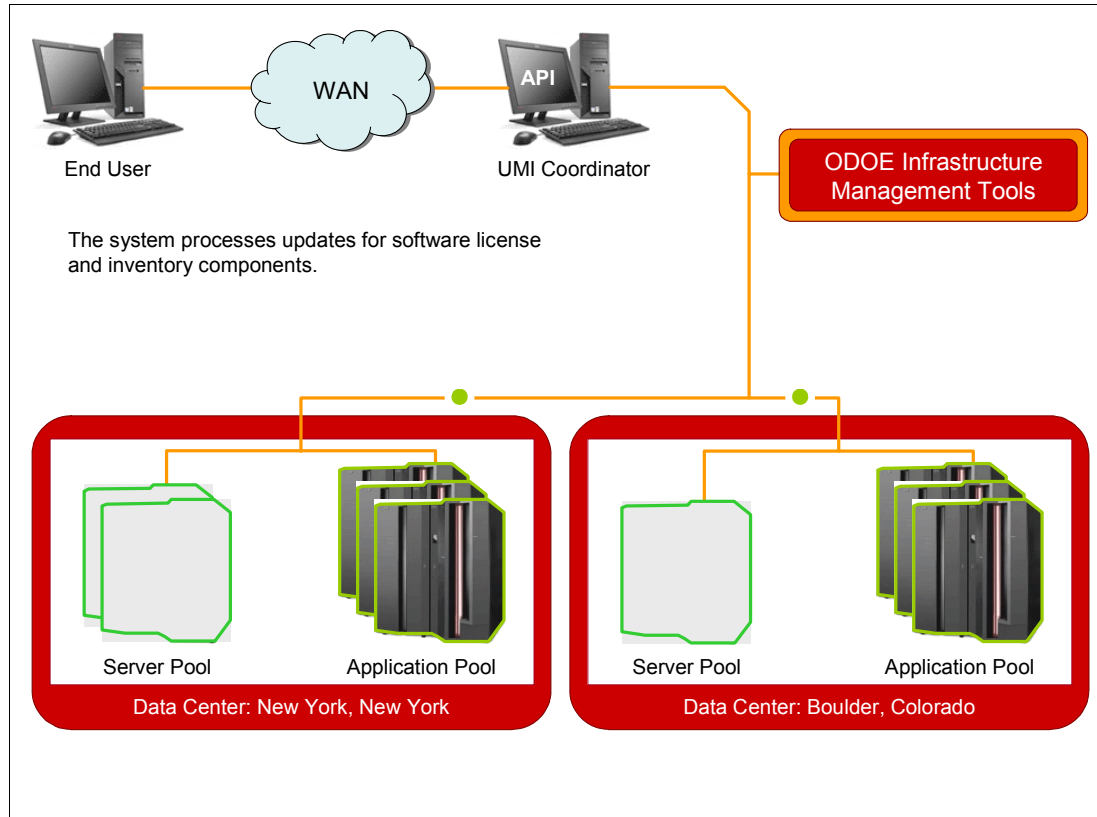 WAN
API
End User
UMI Coordinator
ODOE Infrastructure
Management Tools
The system processes updates for software license
and inventory components.
Server Pool
Application Pool
Server Pool
Application Pool
Data Center: New York, New York
Data Center: Boulder, Colorado